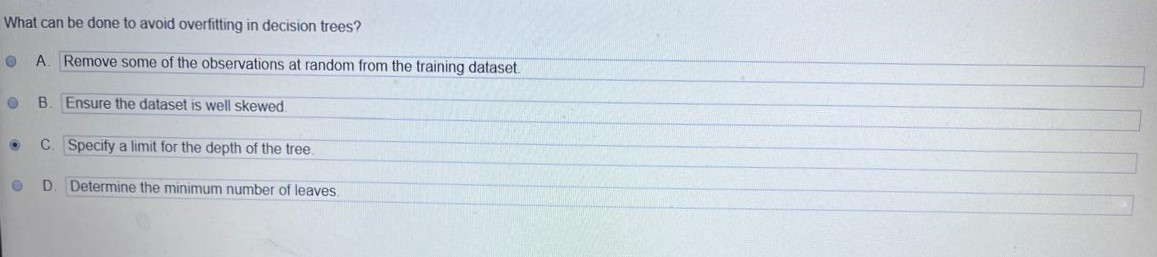 What can be done to avoid overfitting in decision trees?
A. Remove some of the observations at random from the training dataset.
B. Ensure the dataset is well skewed.
C. Specify a limit for the depth of the tree.
D. Determine the minimum number of leaves.